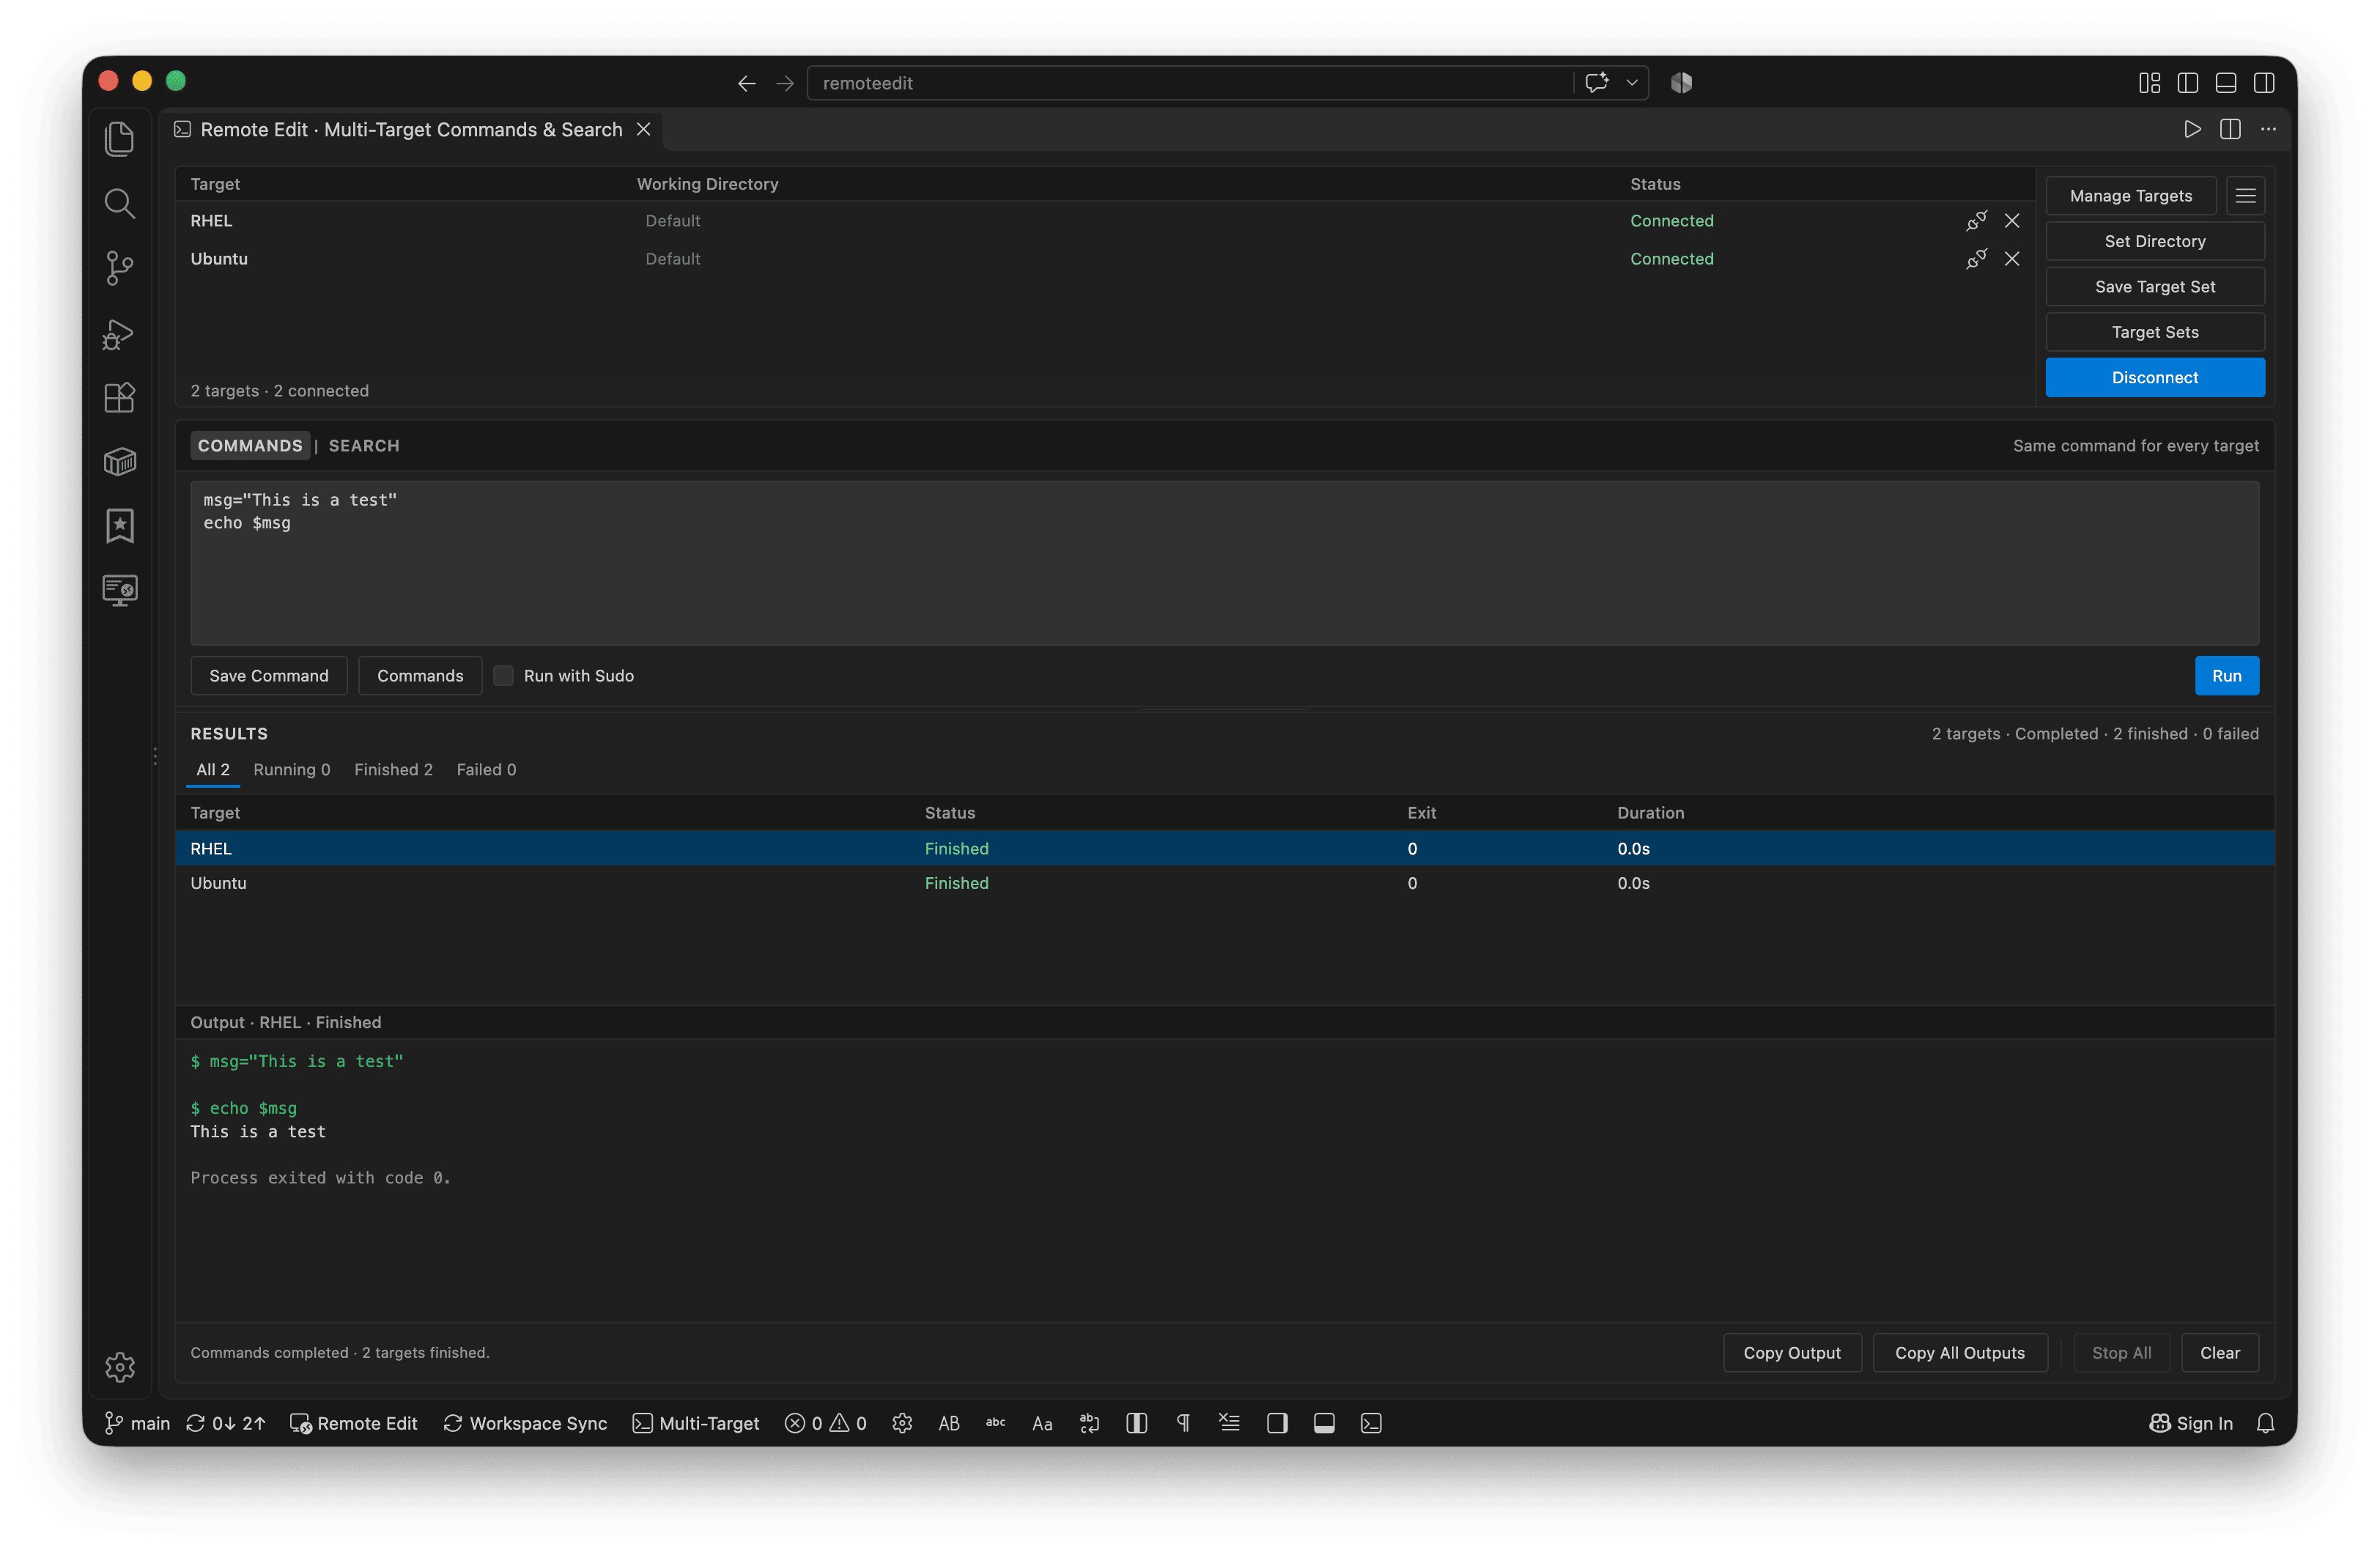 remoteedit
Remote Edit · Multi-Target Commands & Search
Target Working Directory Status
RHEL Default Connected
Ubuntu Default Connected
2 targets · 2 connected
Manage Targets
Set Directory
Save Target Set
Target Sets
Disconnect
COMMANDS | SEARCH Same command for every target
msg="This is a test"
echo $msg
Save Command Commands Run with Sudo Run
RESULTS 2 targets · Completed · 2 finished · 0 failed
All 2 Running 0 Finished 2 Failed 0
Target Status Exit Duration
RHEL Finished 0 0.0s
Ubuntu Finished 0 0.0s
Output · RHEL · Finished
$ msg="This is a test"
$ echo $msg
This is a test
Process exited with code 0.
Commands completed · 2 targets finished. Copy Output Copy All Outputs Stop All Clear
main 0↓ 2↑ Remote Edit Workspace Sync Multi-Target 0 0 AB abc Aa ab c Sign In